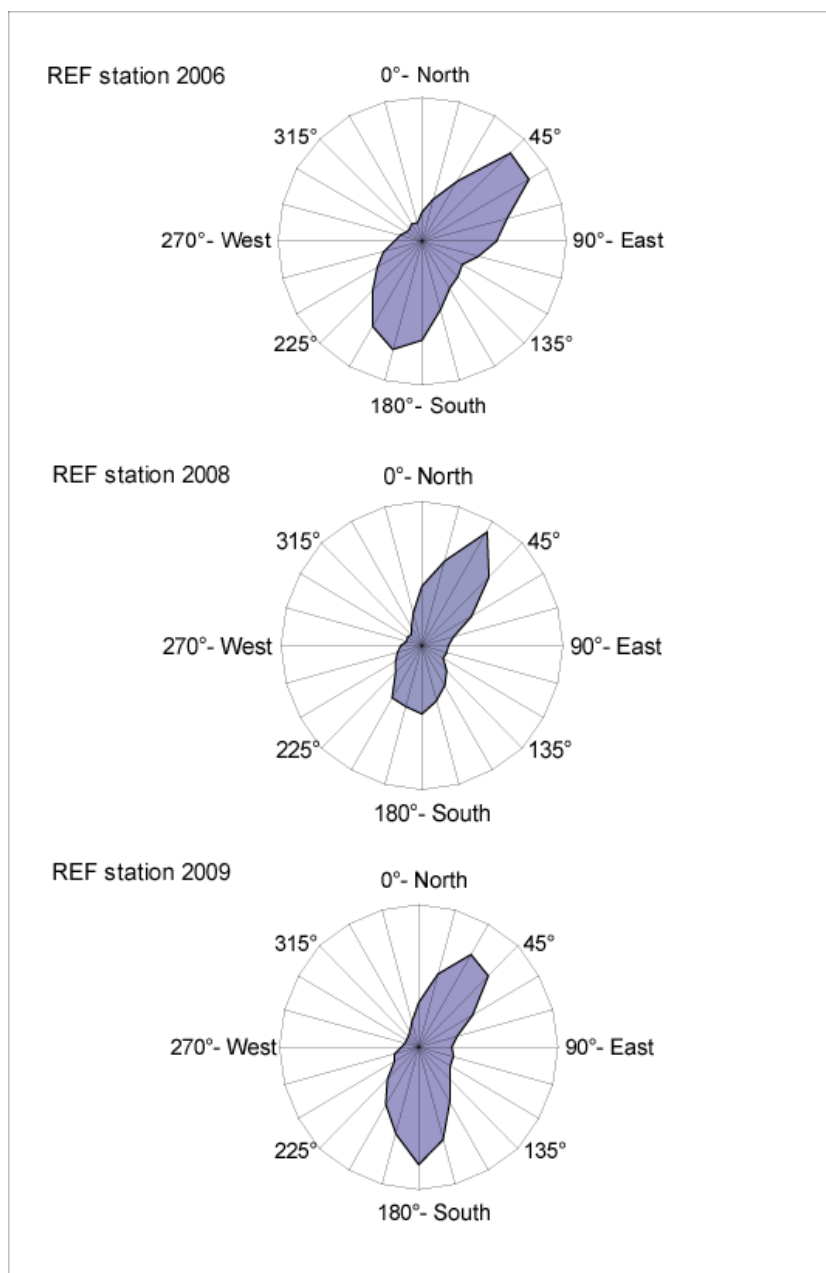 REF station 2006
0°- North
315°
45°
270°- West
90°- East
225°
135°
180°- South
REF station 2008
0°- North
315°
45°
270°- West
90°- East
225°
135°
180°- South
REF station 2009
0°- North
315°
45°
270°- West
90°- East
225°
135°
180°- South